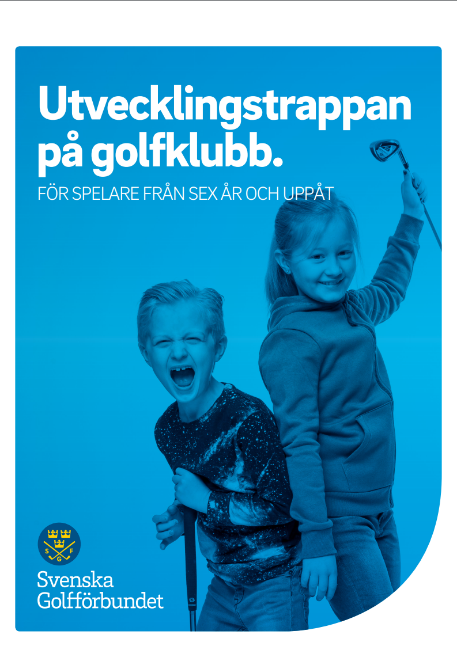 Utvecklingstrappan
på golfklubb.
FÖR SPELARE FRÅN SEX ÅR OCH UPPÅT
S G F
Svenska
Golfförbundet